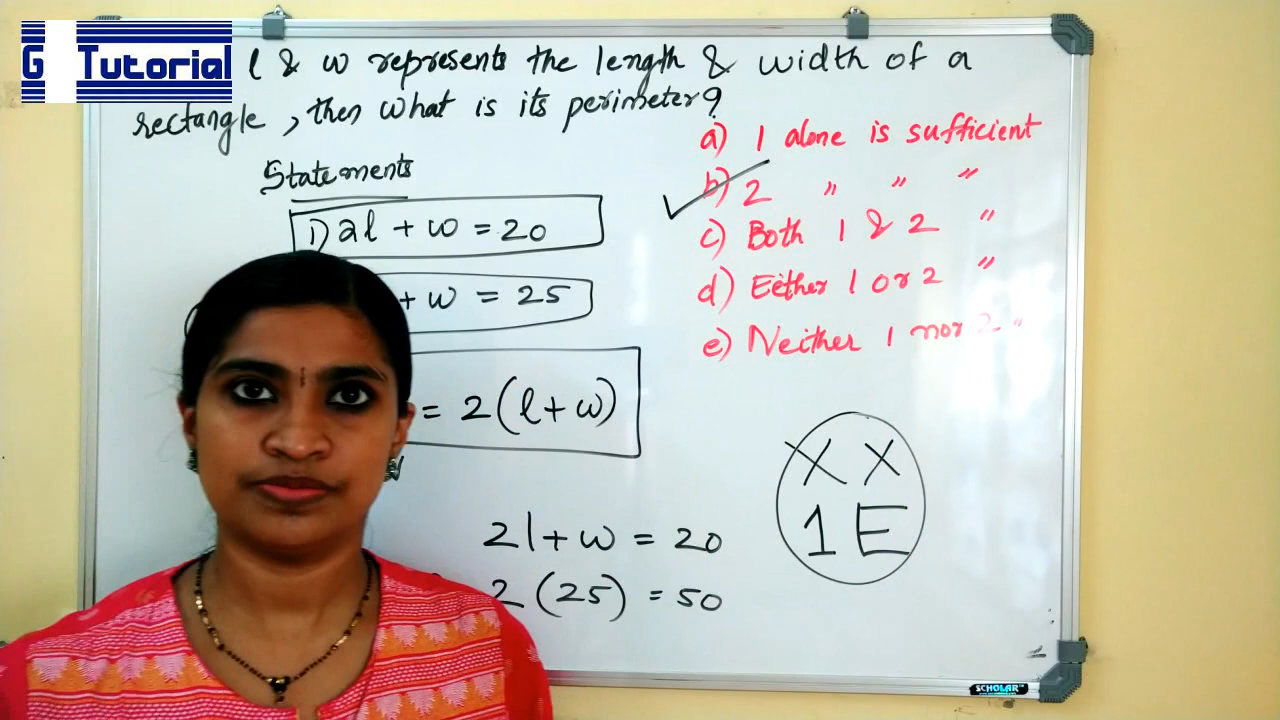 G Tutorial
l & w represents the length & width of a
rectangle, then what is its perimeter?
Statements
1) 2l + w = 20
+ w = 25
= 2(l+w)
2l+w = 20
2(25) = 50
a) 1 alone is sufficient
b) 2 " " "
c) Both 1 & 2 "
d) Either 1 or 2 "
e) Neither 1 nor 2 "
X X
1 E
SCHOLAR